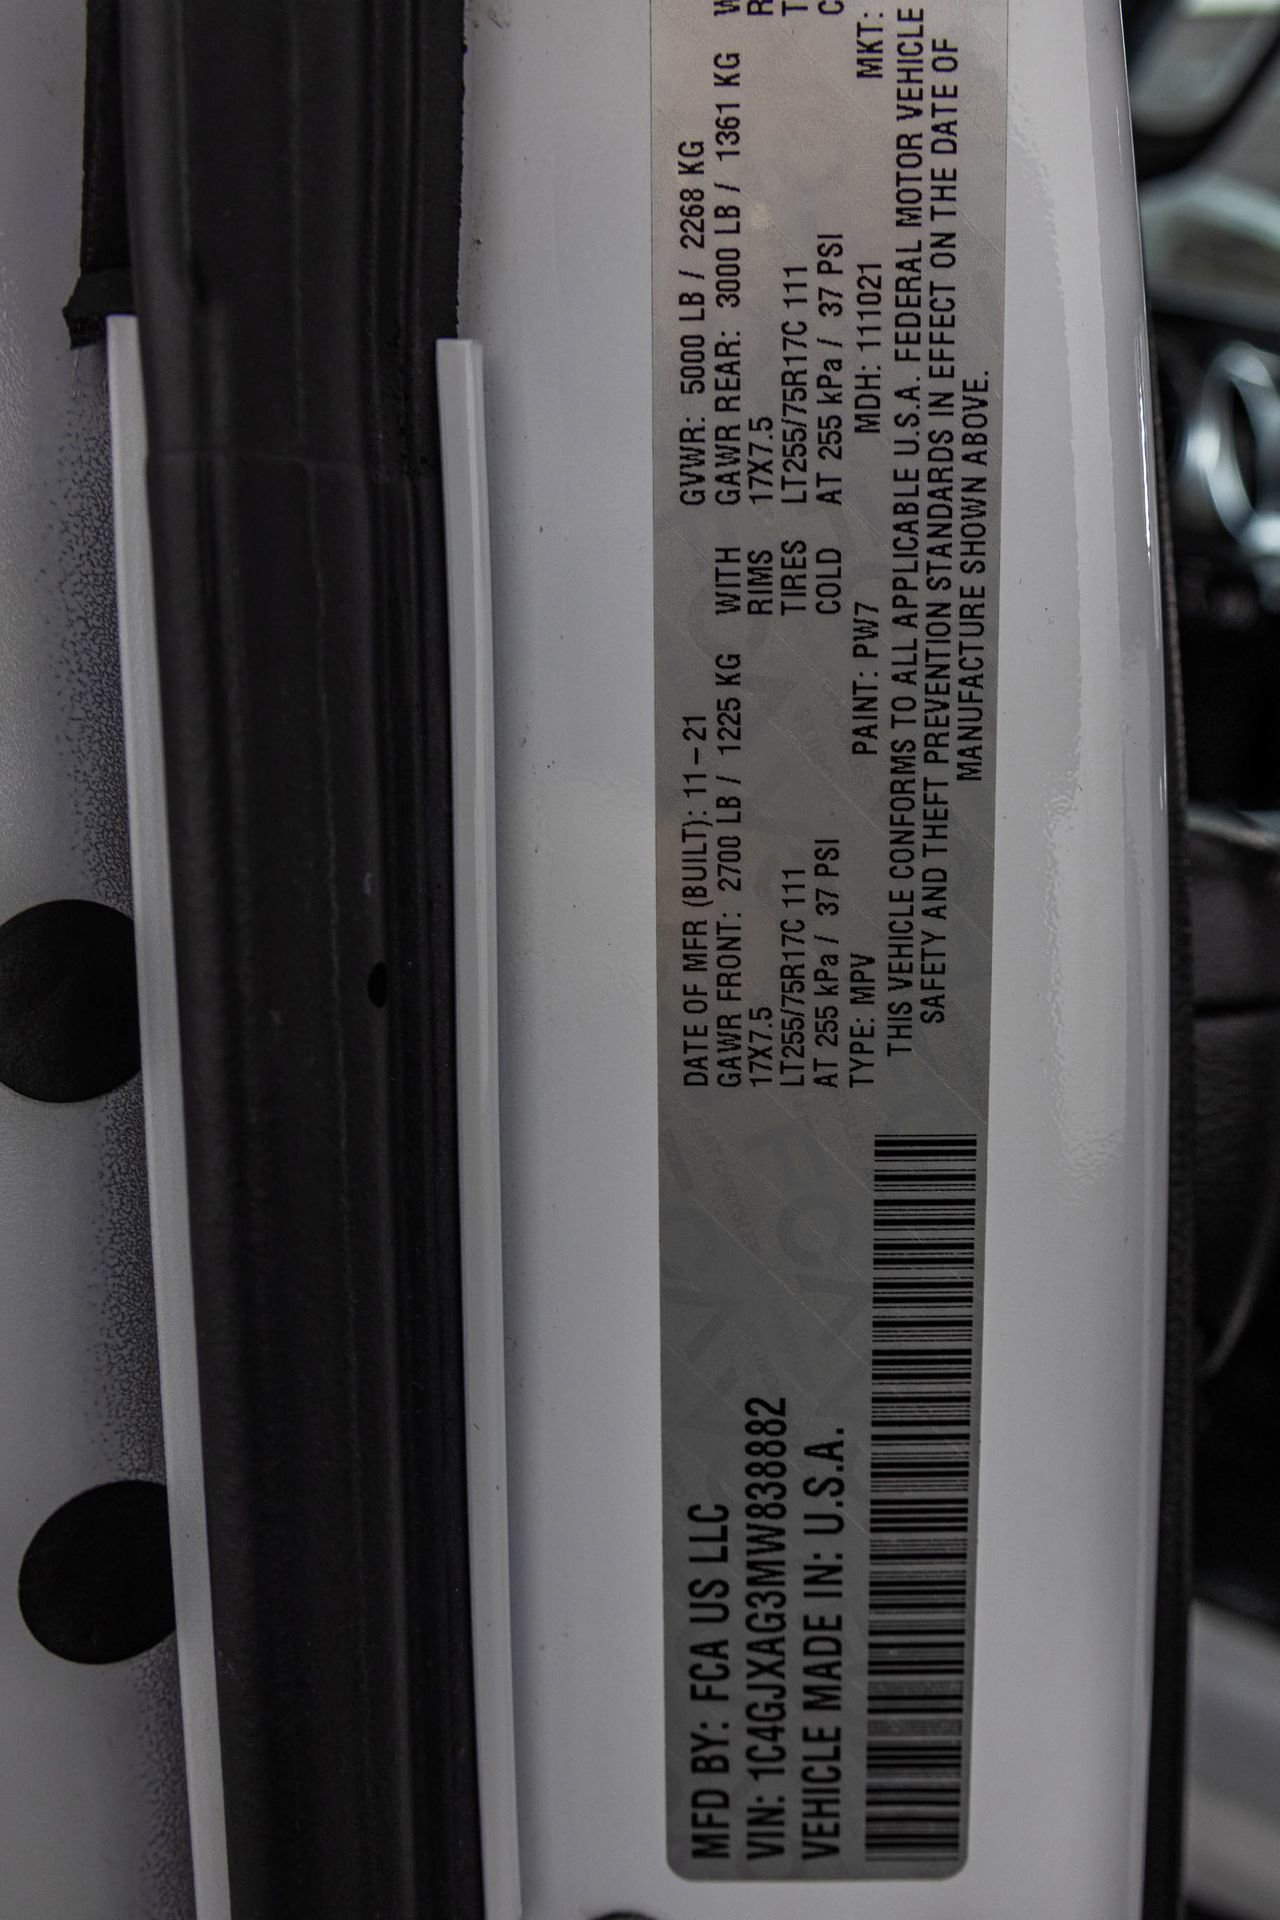 MFD BY: FCA US LLC
VIN: 1C4GJXAG3MW838882
VEHICLE MADE IN: U.S.A.
DATE OF MFR (BUILT): 11-21 GVWR: 5000 LB / 2268 KG
GAWR FRONT: 2700 LB / 1225 KG WITH GAWR REAR: 3000 LB / 1361 KG
17X7.5 RIMS 17X7.5
LT255/75R17C 111 TIRES LT255/75R17C 111
AT 255 kPa / 37 PSI COLD AT 255 kPa / 37 PSI
TYPE: MPV PAINT: PW7 MDH: 111021 MKT:
THIS VEHICLE CONFORMS TO ALL APPLICABLE U.S.A. FEDERAL MOTOR VEHICLE
SAFETY AND THEFT PREVENTION STANDARDS IN EFFECT ON THE DATE OF
MANUFACTURE SHOWN ABOVE.